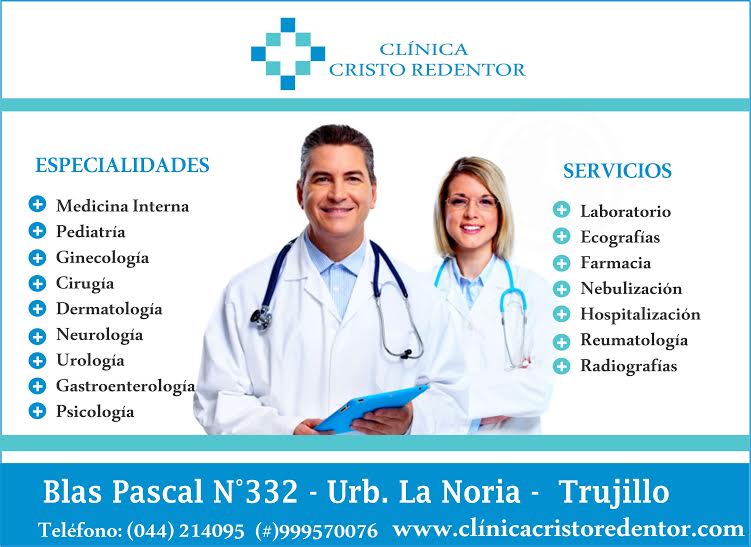 CLÍNICA
CRISTO REDENTOR
ESPECIALIDADES
Medicina Interna
Pediatría
Ginecología
Cirugía
Dermatología
Neurología
Urología
Gastroenterología
Psicología
SERVICIOS
Laboratorio
Ecografías
Farmacia
Nebulización
Hospitalización
Reumatología
Radiografías
Blas Pascal N°332 - Urb. La Noria - Trujillo
Teléfono: (044) 214095 (#)999570076 www.clínicacristoredentor.com